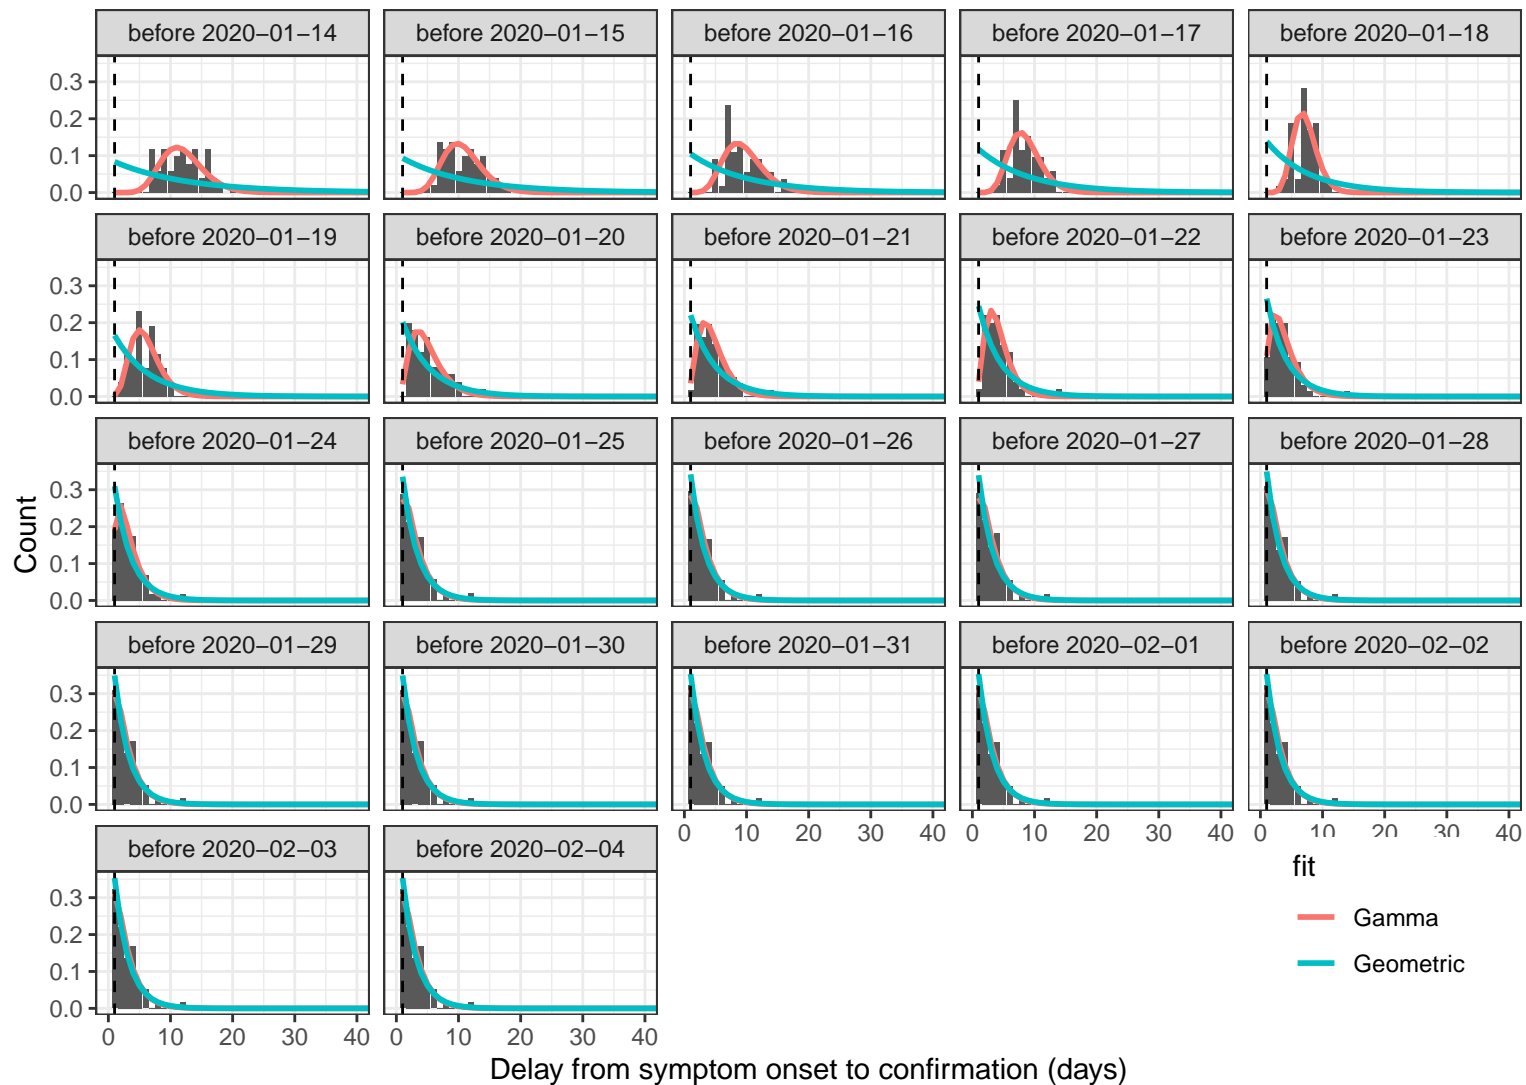 before 2020−01−14
before 2020−01−15
before 2020−01−16
before 2020−01−17
before 2020−01−18
0.3
0.2
0.1
0.0
before 2020−01−19
before 2020−01−20
before 2020−01−21
before 2020−01−22
before 2020−01−23
0.3
0.2
0.1
0.0
before 2020−01−24
before 2020−01−25
before 2020−01−26
before 2020−01−27
before 2020−01−28
0.3
0.2
0.1
0.0
Count
before 2020−01−29
before 2020−01−30
before 2020−01−31
before 2020−02−01
before 2020−02−02
0.3
0.2
0.1
0.0
0 10 20 30 40
0 10 20 30 40
0 10 20 30 40
before 2020−02−03
before 2020−02−04
0.3
0.2
0.1
0.0
0 10 20 30 40
0 10 20 30 40
Delay from symptom onset to confirmation (days)
fit
Gamma
Geometric